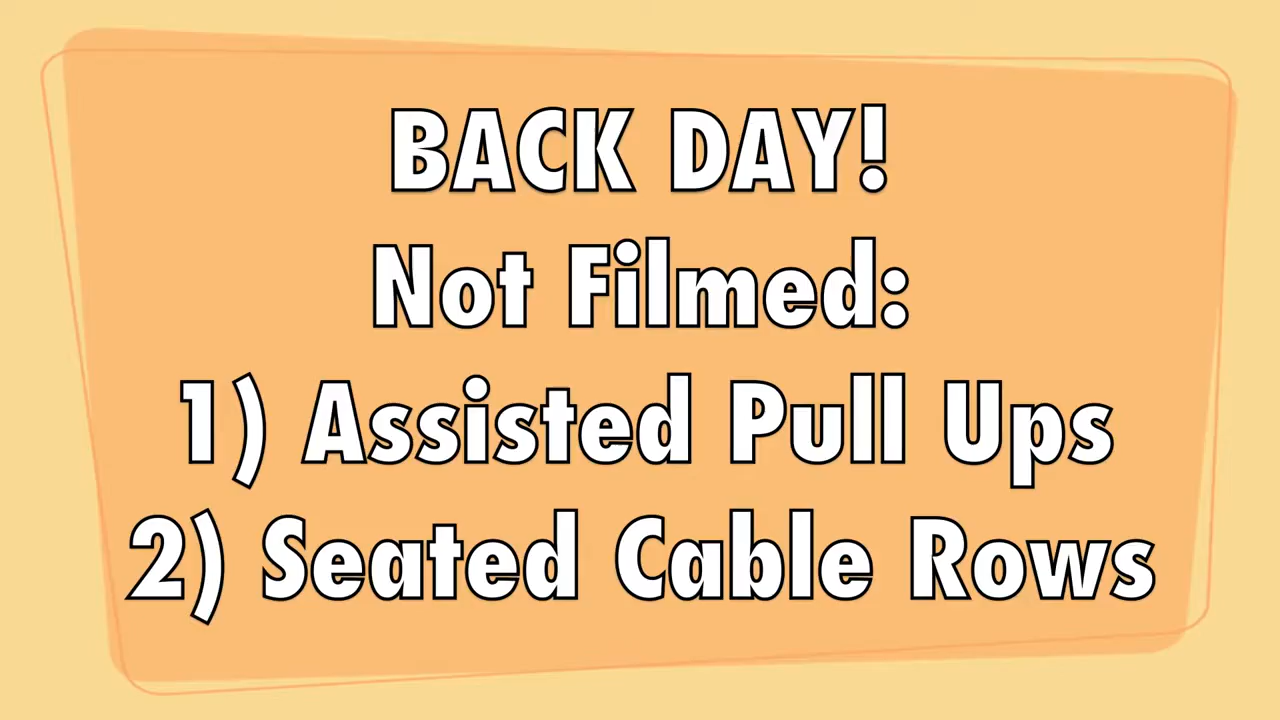 BACK DAY!
Not Filmed:
1) Assisted Pull Ups
2) Seated Cable Rows